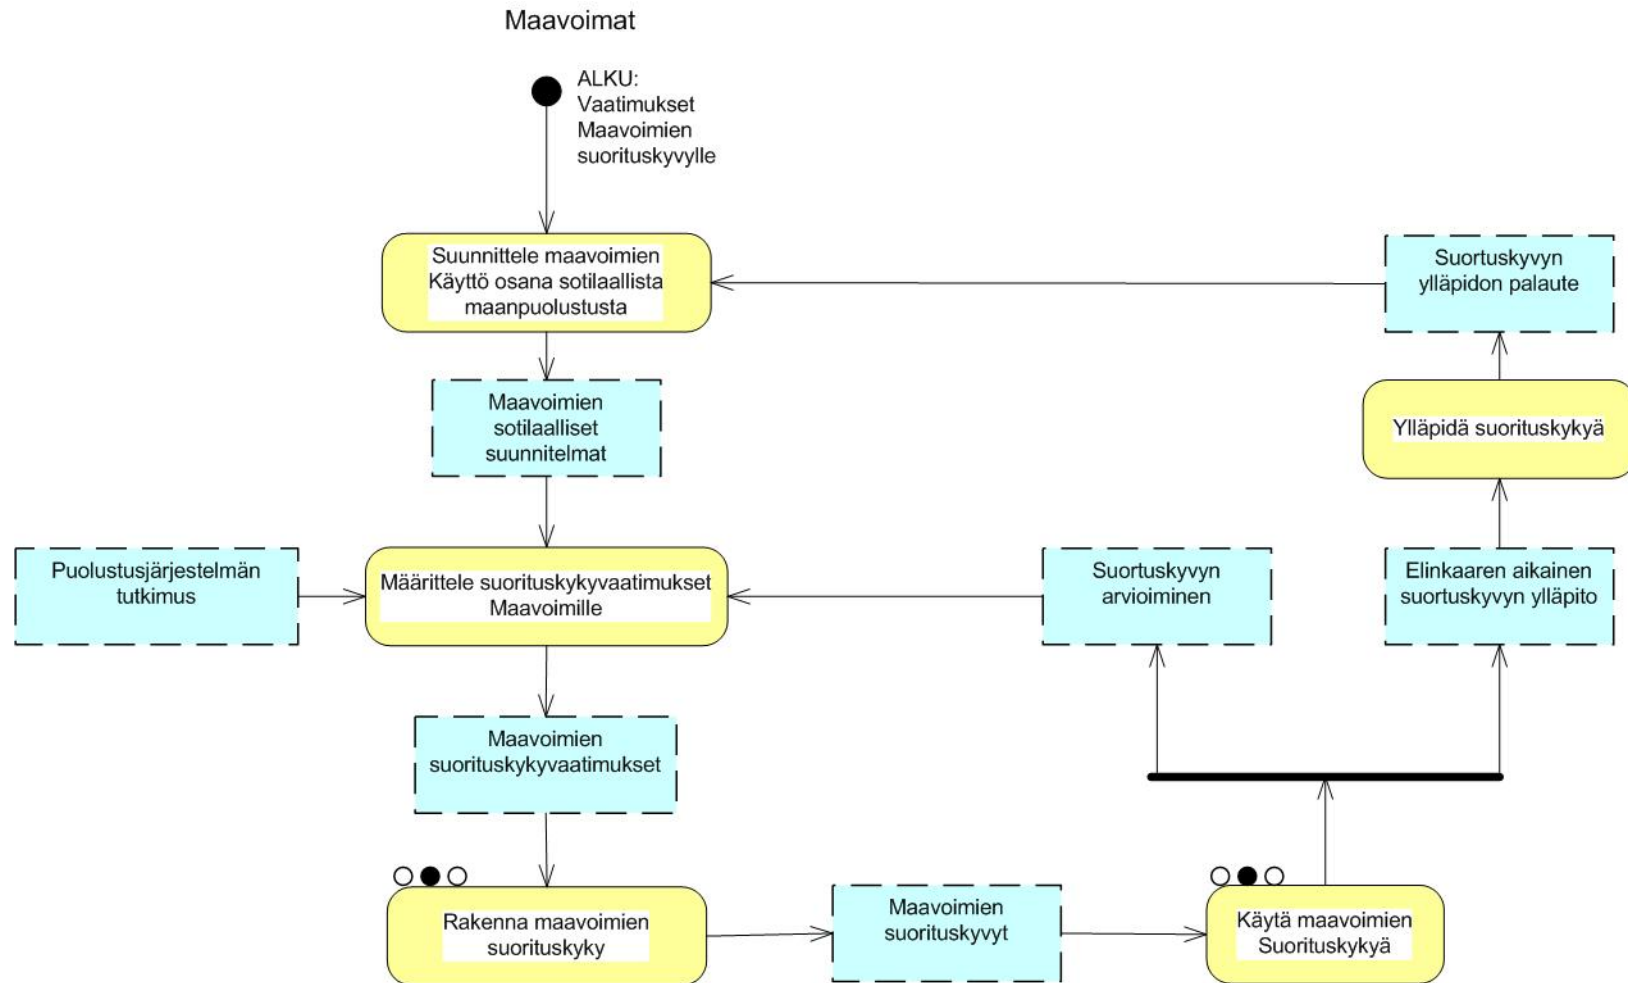 Maavoimat
ALKU:
Vaatimukset
Maavoimien
suorituskyvylle
Suunnittele maavoimien
Käyttö osana sotilaallista
maanpuolustusta
Suortuskyvyn
ylläpidon palaute
Maavoimien
sotilaalliset
suunnitelmat
Ylläpidä suorituskykyä
Puolustusjärjestelmän
tutkimus
Määrittele suorituskykyvaatimukset
Maavoimille
Suortuskyvyn
arvioiminen
Elinkaaren aikainen
suortuskyvyn ylläpito
Maavoimien
suorituskykyvaatimukset
Rakenna maavoimien
suorituskyky
Maavoimien
suorituskyvyt
Käytä maavoimien
Suorituskykyä